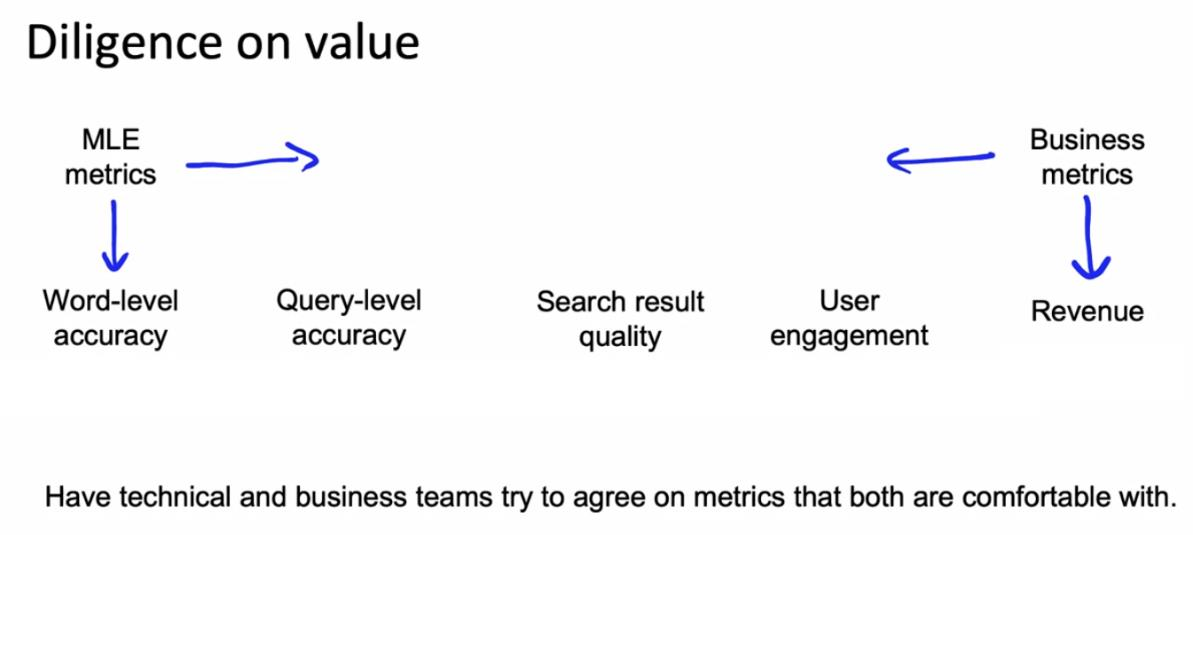 Diligence on value
MLE
metrics
Business
metrics
Word-level
accuracy
Query-level
accuracy
Search result
quality
User
engagement
Revenue
Have technical and business teams try to agree on metrics that both are comfortable with.